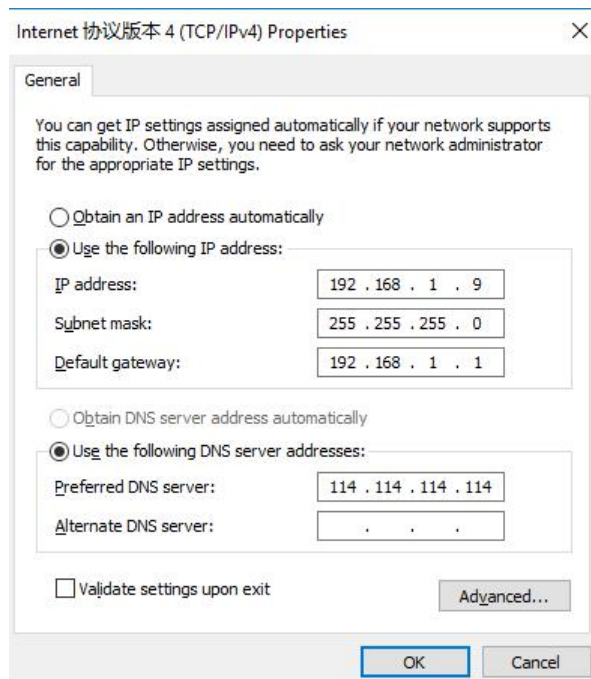 Internet 协议版本 4 (TCP/IPv4) Properties
General
You can get IP settings assigned automatically if your network supports
this capability. Otherwise, you need to ask your network administrator
for the appropriate IP settings.
Obtain an IP address automatically
Use the following IP address:
IP address: 192 . 168 . 1 . 9
Subnet mask: 255 . 255 . 255 . 0
Default gateway: 192 . 168 . 1 . 1
Obtain DNS server address automatically
Use the following DNS server addresses:
Preferred DNS server: 114 . 114 . 114 . 114
Alternate DNS server: . . .
Validate settings upon exit
Advanced...
OK Cancel